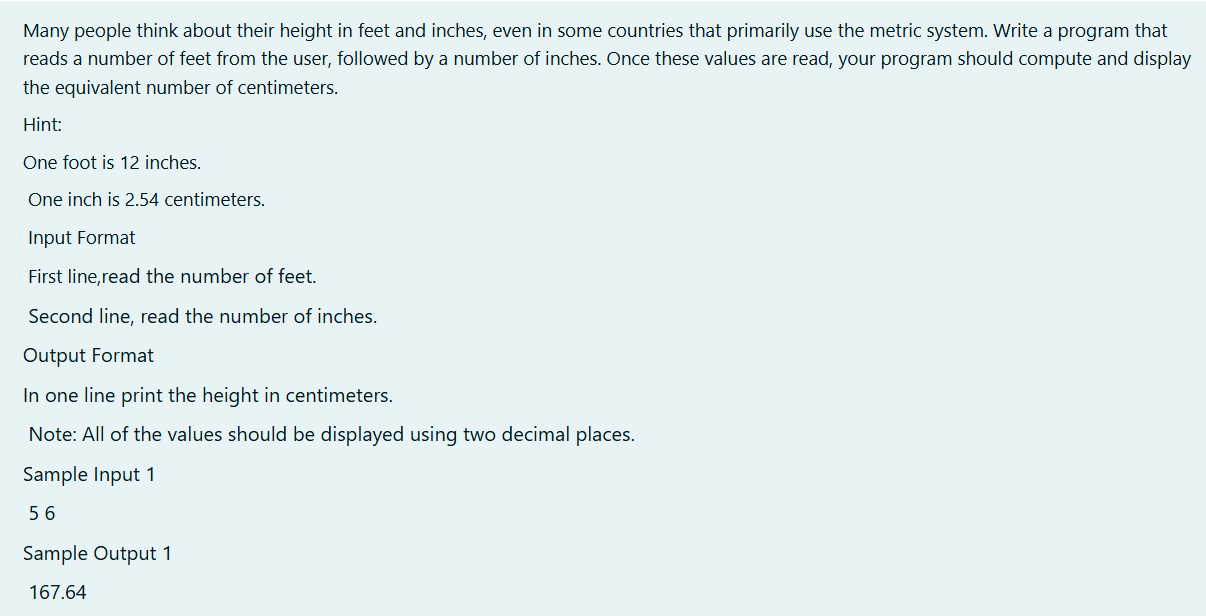 Many people think about their height in feet and inches, even in some countries that primarily use the metric system. Write a program that
reads a number of feet from the user, followed by a number of inches. Once these values are read, your program should compute and display
the equivalent number of centimeters.
Hint:
One foot is 12 inches.
One inch is 2.54 centimeters.
Input Format
First line,read the number of feet.
Second line, read the number of inches.
Output Format
In one line print the height in centimeters.
Note: All of the values should be displayed using two decimal places.
Sample Input 1
5 6
Sample Output 1
167.64